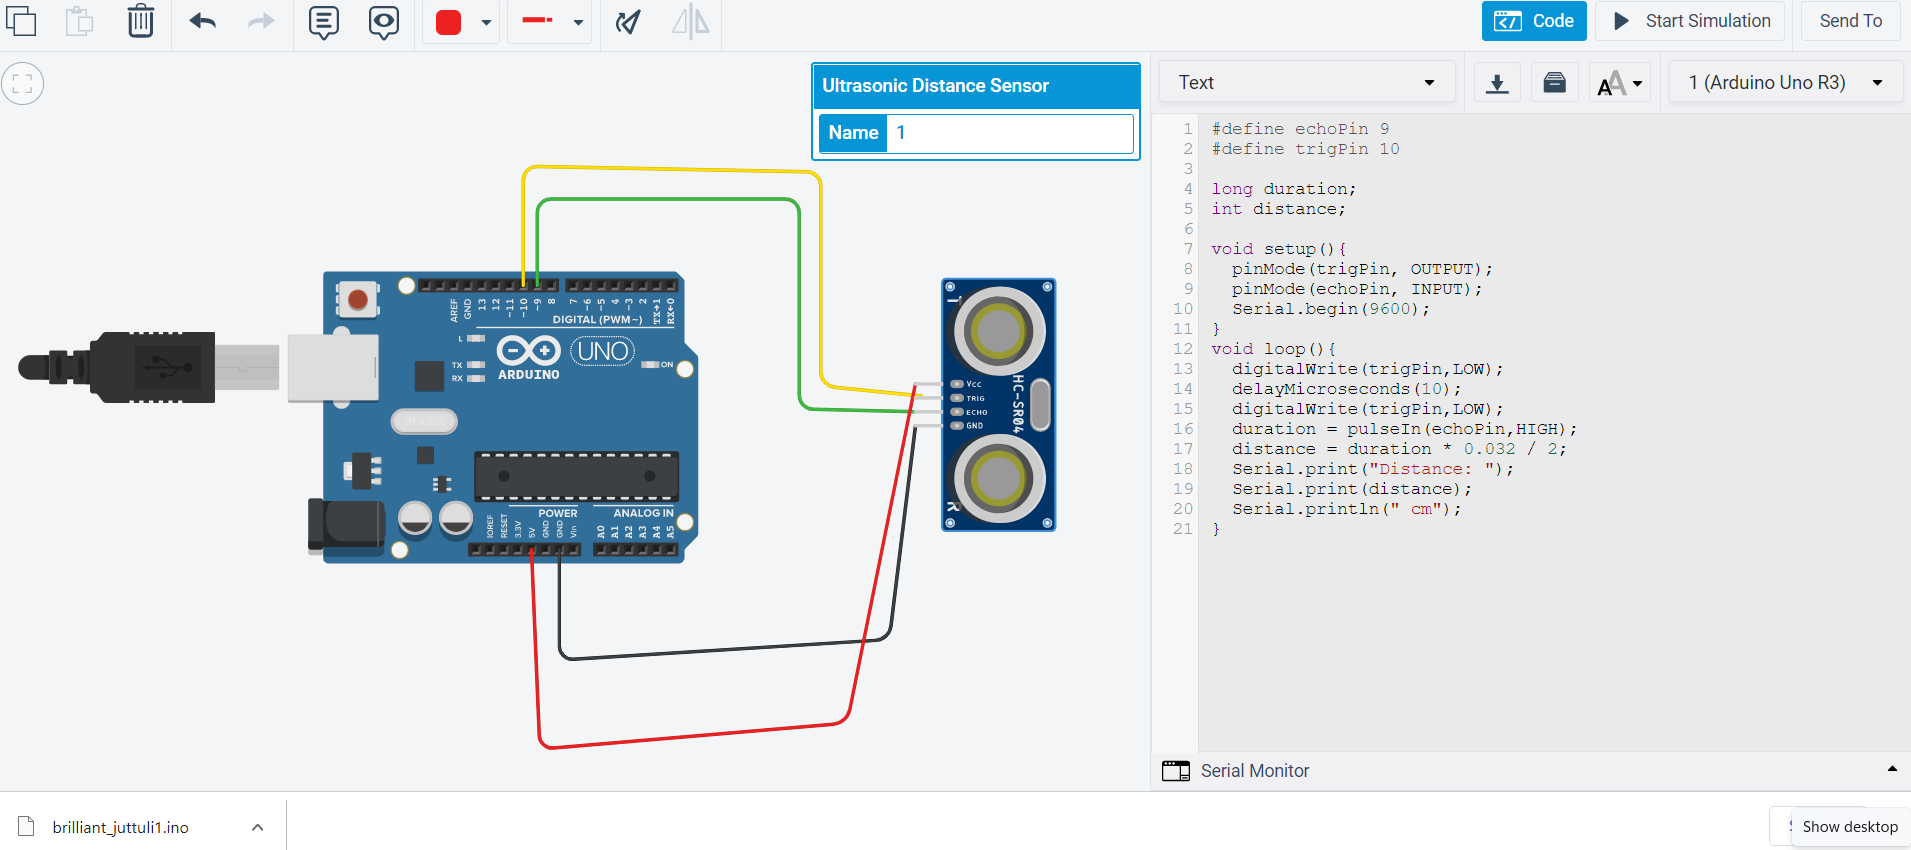 Code
Start Simulation
Send To
Ultrasonic Distance Sensor
Name 1
Text
1 (Arduino Uno R3)
1 #define echoPin 9
2 #define trigPin 10
3
4 long duration;
5 int distance;
6
7 void setup(){
8 pinMode(trigPin, OUTPUT);
9 pinMode(echoPin, INPUT);
10 Serial.begin(9600);
11 }
12 void loop(){
13 digitalWrite(trigPin,LOW);
14 delayMicroseconds(10);
15 digitalWrite(trigPin,LOW);
16 duration = pulseIn(echoPin,HIGH);
17 distance = duration * 0.032 / 2;
18 Serial.print("Distance: ");
19 Serial.print(distance);
20 Serial.println(" cm");
21 }
AREF GND 13 12 ~11 ~10 ~9 8 7 ~6 ~5 4 ~3 2 TX→1 RX←0
DIGITAL (PWM~)
L
TX
RX
ARDUINO
UNO
ON
IOREF RESET 3.3V 5V GND GND Vin A0 A1 A2 A3 A4 A5
POWER
ANALOG IN
T
Vcc
TRIG
ECHO
GND
HC-SR04
R
Serial Monitor
brilliant_juttuli1.ino
Show desktop